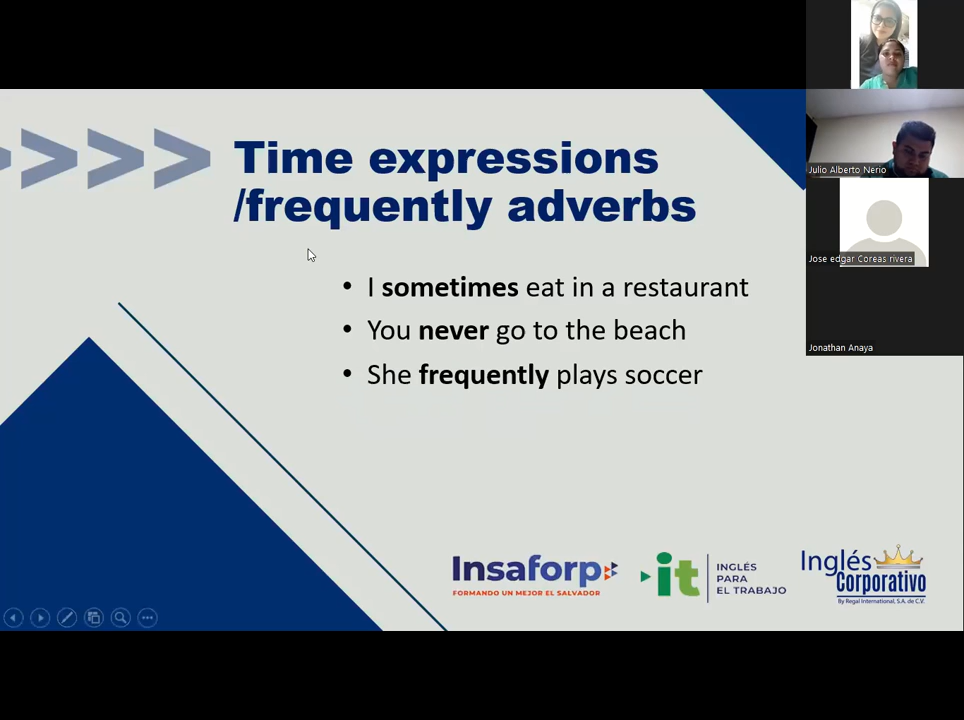 Time expressions
/frequently adverbs
• I sometimes eat in a restaurant
• You never go to the beach
• She frequently plays soccer
Insaforp
FORMANDO UN MEJOR EL SALVADOR
it
INGLÉS
PARA
EL TRABAJO
Inglés
Corporativo
By Regal International, S.A. de C.V.
Julio Alberto Nerio
Jose edgar Coreas rivera
Jonathan Anaya